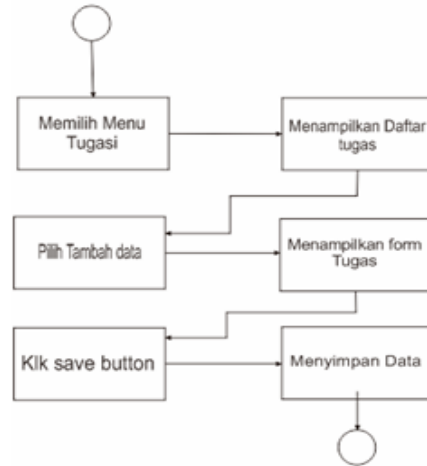 Memilih Menu
Tugasi
Menampilkan Daftar
tugas
Pilih Tambah data
Menampilkan form
Tugas
Klk save button
Menyimpan Data